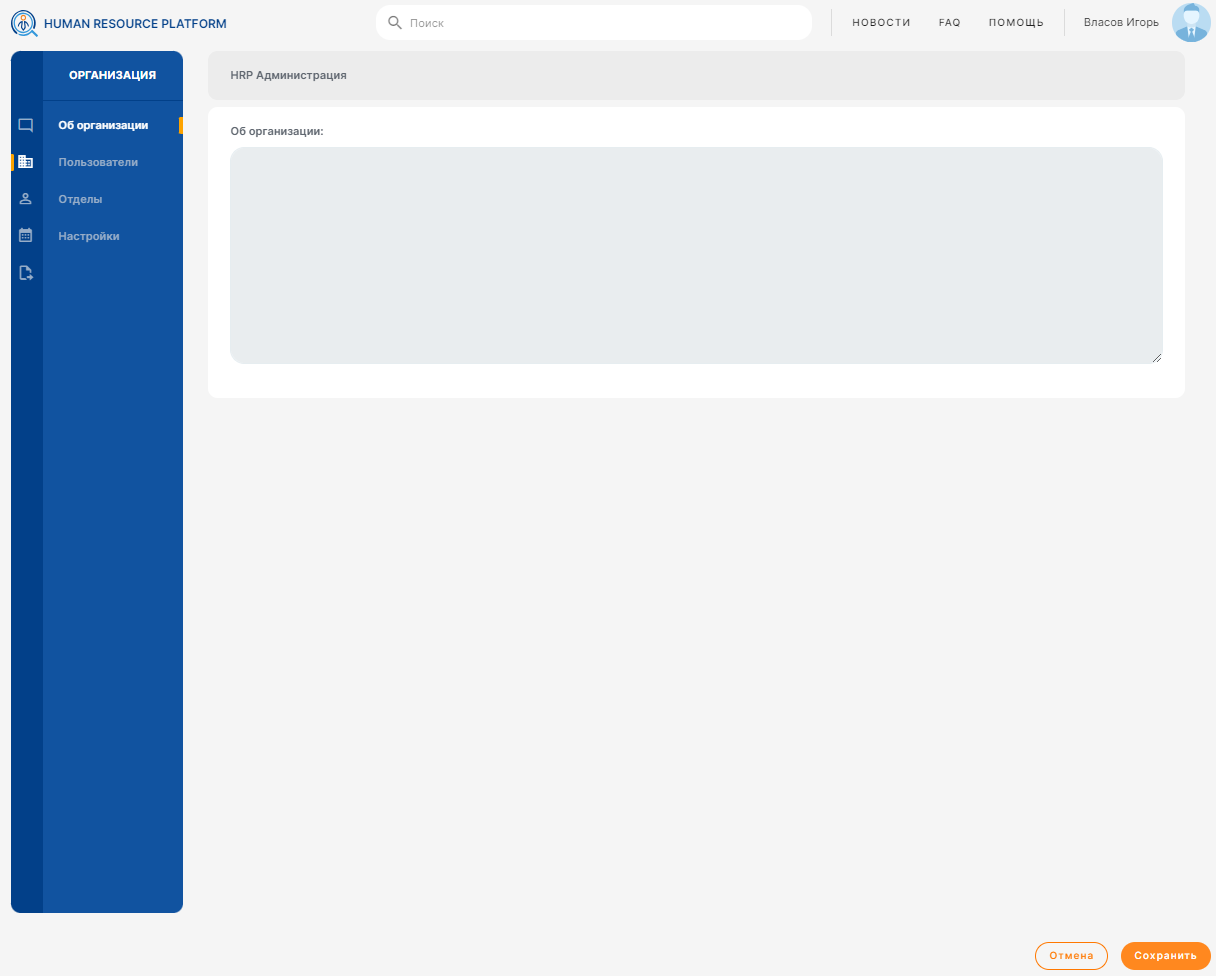 HUMAN RESOURCE PLATFORM
Поиск
НОВОСТИ
FAQ
ПОМОЩЬ
Власов Игорь
ОРГАНИЗАЦИЯ
Об организации
Пользователи
Отделы
Настройки
HRP Администрация
Об организации:
Отмена
Сохранить